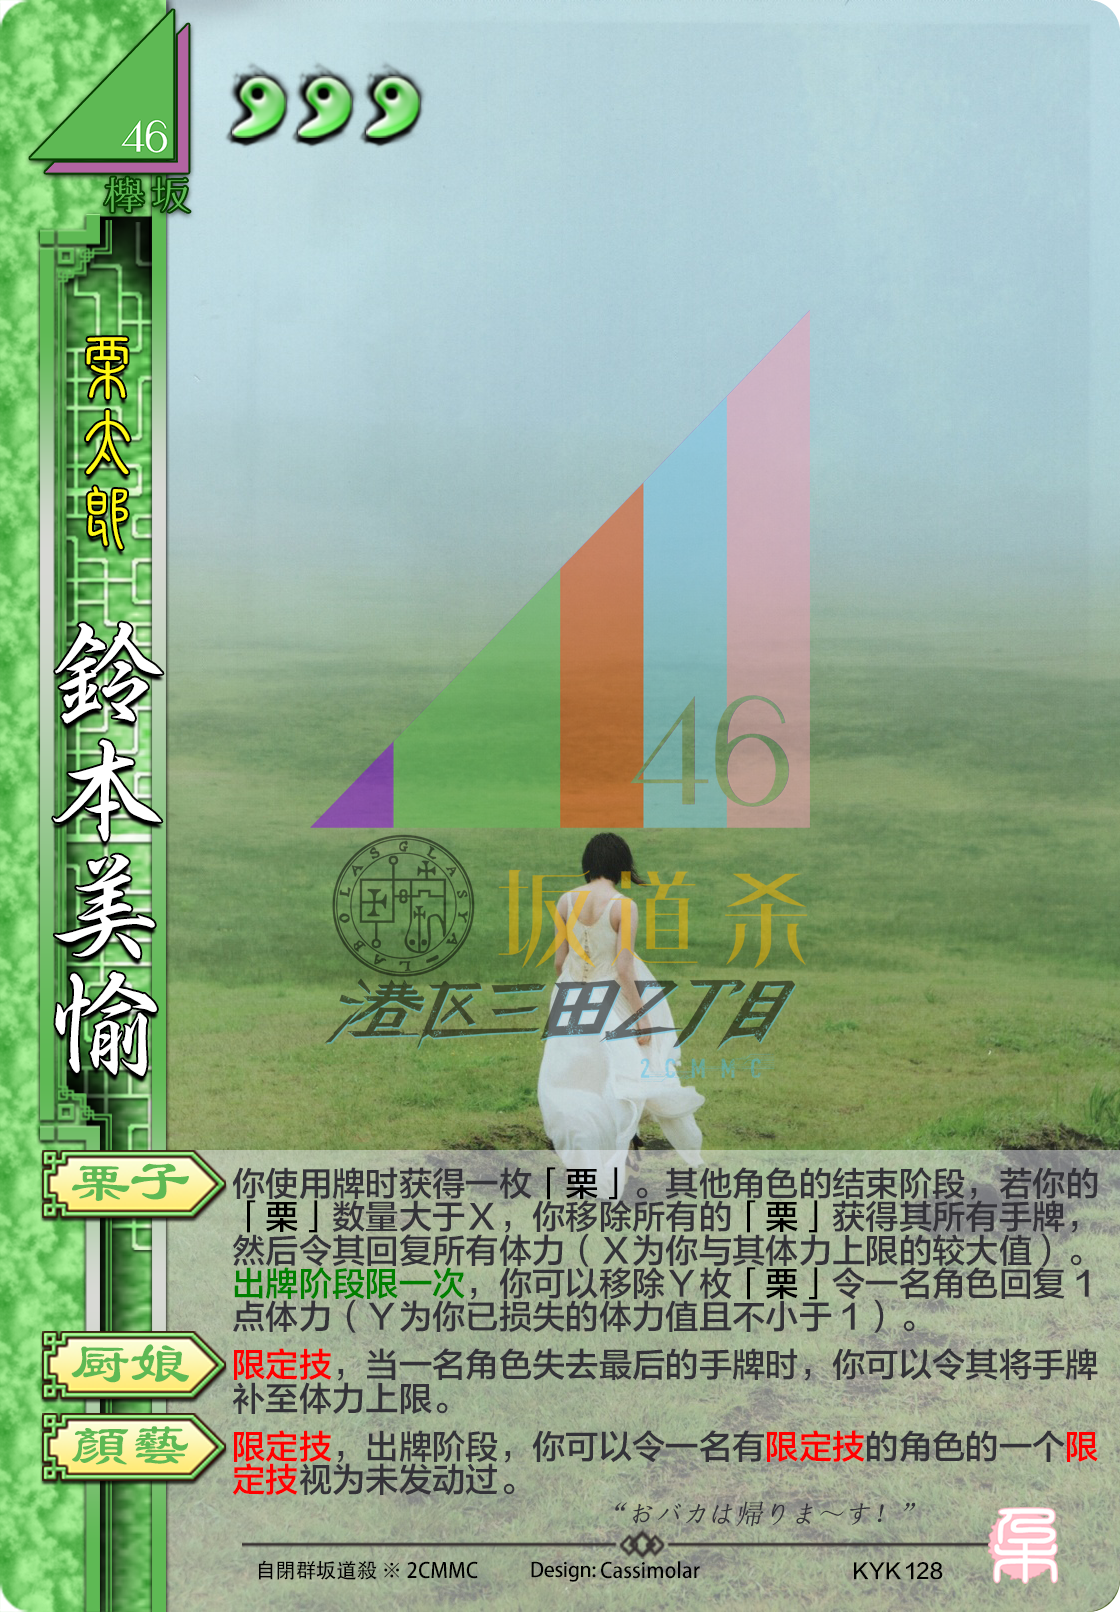 46
欅坂
栗太郎
鈴本美愉
46
GLASYA-LABOLAS
坂道杀
港区三田2丁目
2CMMC
栗子
你使用牌时获得一枚「栗」。其他角色的结束阶段，若你的
「栗」数量大于X，你移除所有的「栗」获得其所有手牌，
然后令其回复所有体力（X为你与其体力上限的较大值）。
出牌阶段限一次，你可以移除Y枚「栗」令一名角色回复1
点体力（Y为你已损失的体力值且不小于1）。
厨娘
限定技，当一名角色失去最后的手牌时，你可以令其将手牌
补至体力上限。
顔藝
限定技，出牌阶段，你可以令一名有限定技的角色的一个限
定技视为未发动过。
“おバカは帰りま～す！”
自閉群坂道殺 ※ 2CMMC
Design: Cassimolar
KYK 128